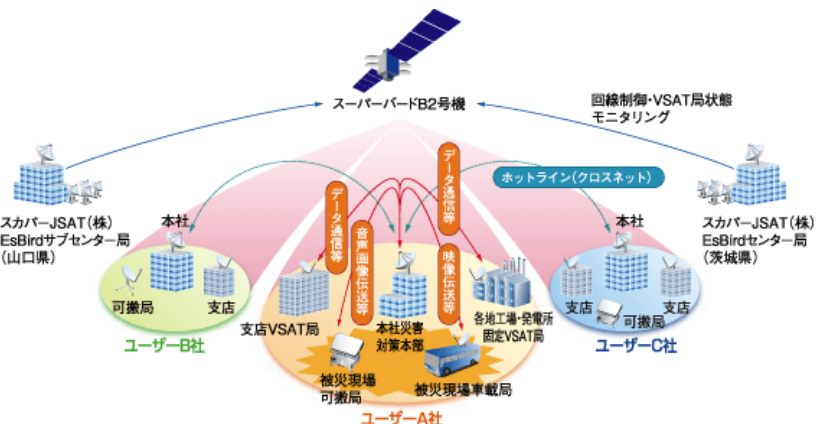 スーパーバードB2号機
回線制御・VSAT局状態
モニタリング
データ通信等
ホットライン(クロスネット)
データ通信等
音声画像伝送等
映像伝送等
スカパーJSAT(株)
EsBirdサブセンター局
(山口県)
本社
可搬局
支店
ユーザーB社
支店VSAT局
本社災害
対策本部
各地工場・発電所
固定VSAT局
被災現場
可搬局
被災現場車載局
ユーザーA社
本社
支店
可搬局
支店
ユーザーC社
スカパーJSAT(株)
EsBirdセンター局
(茨城県)